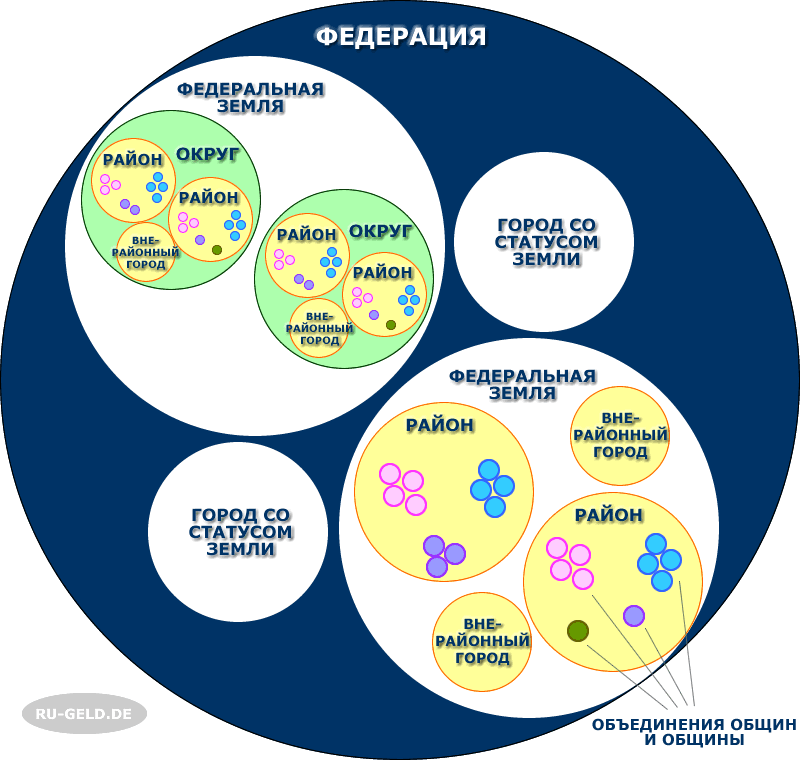 ФЕДЕРАЦИЯ
ФЕДЕРАЛЬНАЯ
ЗЕМЛЯ
РАЙОН
ОКРУГ
РАЙОН
ВНЕ-
РАЙОННЫЙ
ГОРОД
РАЙОН
ОКРУГ
РАЙОН
ВНЕ-
РАЙОННЫЙ
ГОРОД
ГОРОД СО
СТАТУСОМ
ЗЕМЛИ
ФЕДЕРАЛЬНАЯ
ЗЕМЛЯ
РАЙОН
ВНЕ-
РАЙОННЫЙ
ГОРОД
ГОРОД СО
СТАТУСОМ
ЗЕМЛИ
РАЙОН
ВНЕ-
РАЙОННЫЙ
ГОРОД
RU-GELD.DE
ОБЪЕДИНЕНИЯ ОБЩИН
И ОБЩИНЫ